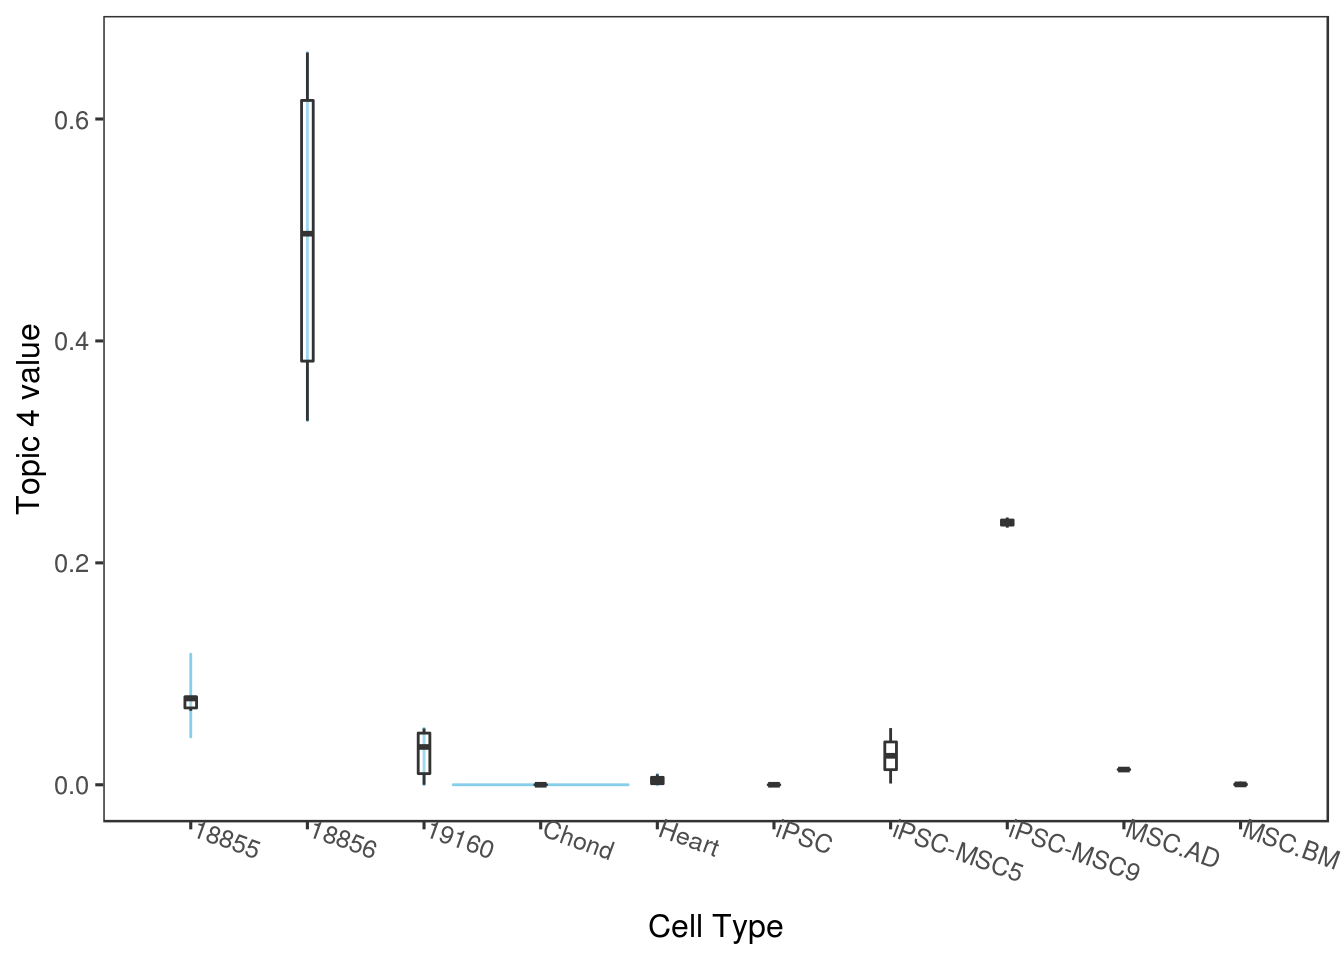 Topic 4 value
0.6
0.4
0.2
0.0
18855
18856
19160
Chond
Heart
iPSC
iPSC-MSC5
iPSC-MSC9
MSC.AD
MSC.BM
Cell Type